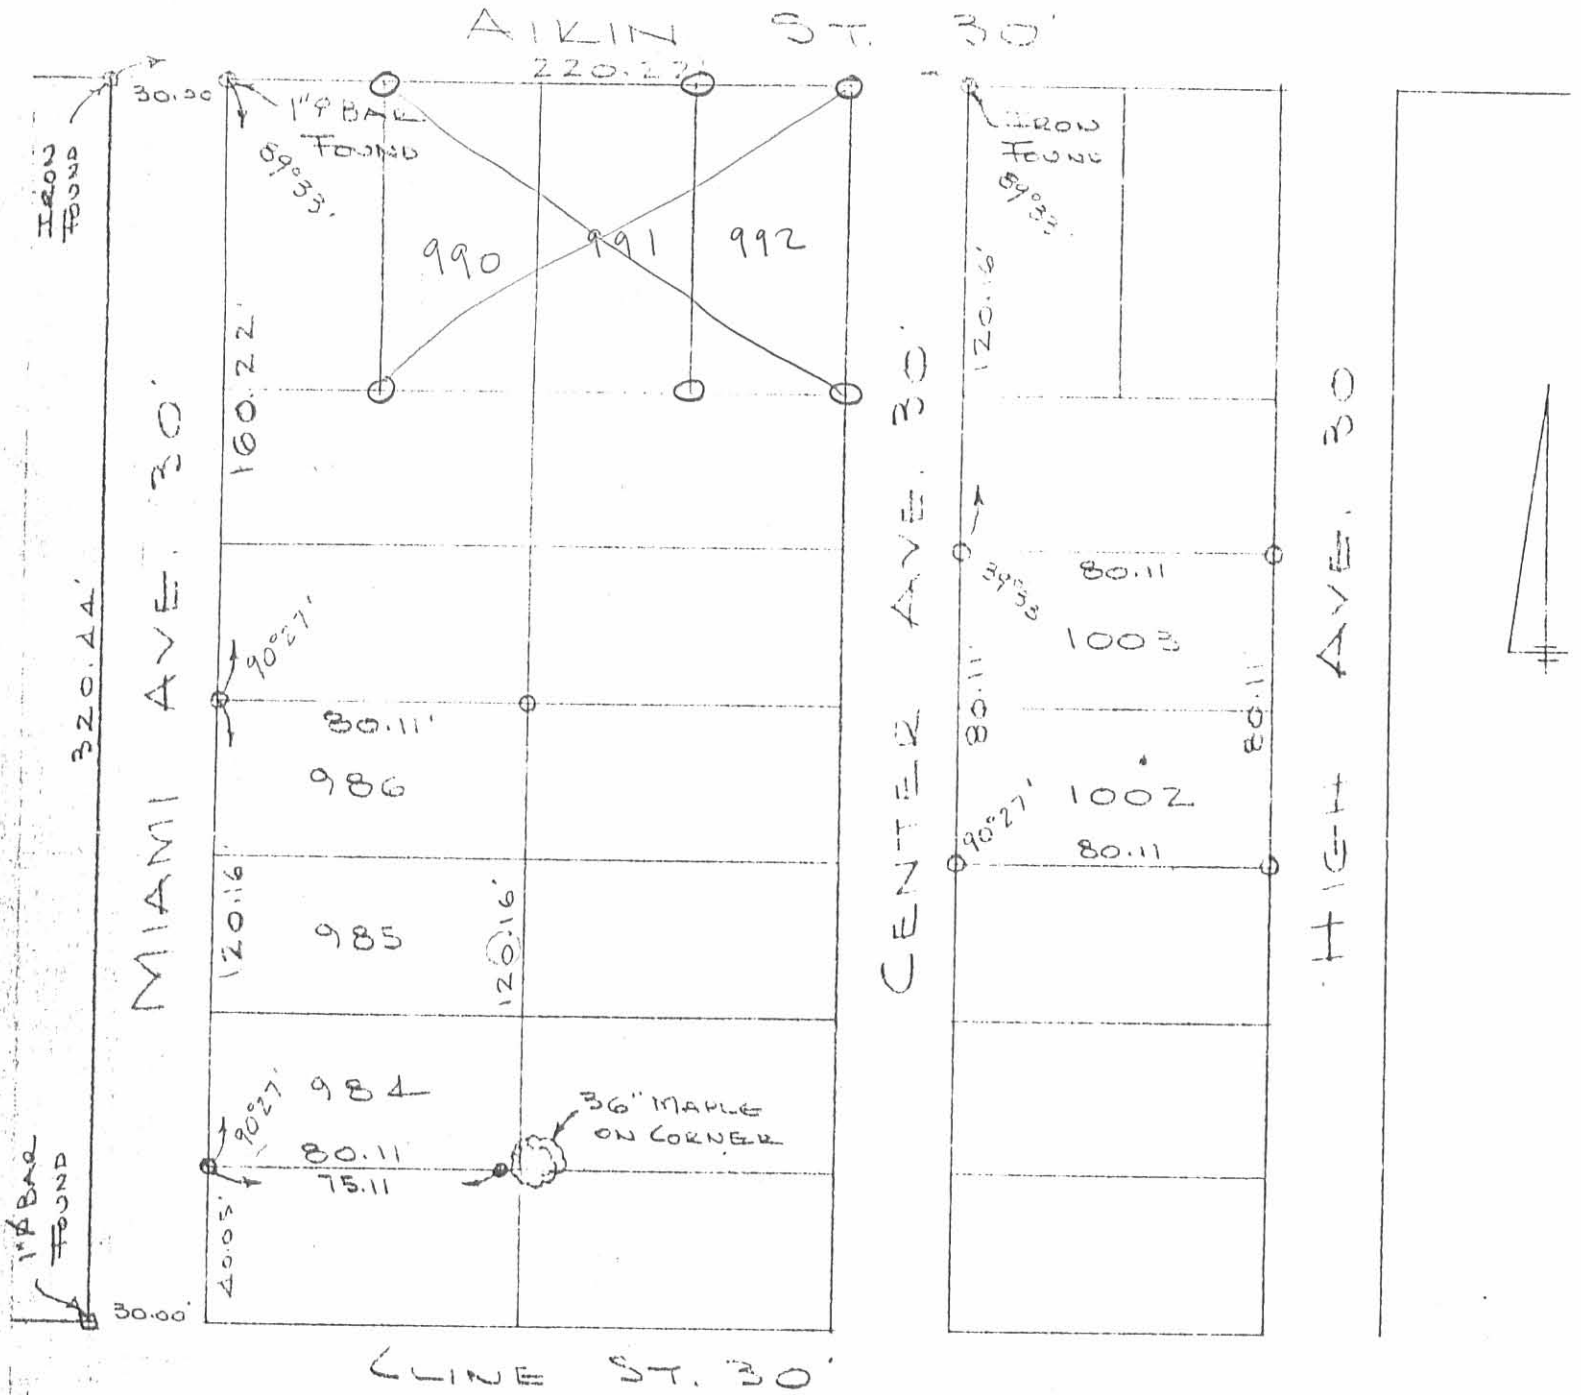 AIKIN ST. 30'
220.27'
30.00
1"⌀ BAR
FOUND
IRON
FOUND
IRON
FOUND
89°33'
89°33'
990
991
992
160.22'
120.16'
MIAMI AVE. 30'
320.44'
CENTER AVE. 30'
HIGH AVE. 30
90°27'
80.11'
986
89°33
80.11
1003
80.11'
80.11'
1002
90°27'
80.11
120.16'
985
120.16'
984
90°27'
80.11
75.11
36" MAPLE
ON CORNER
40.05'
1"⌀ BAR
FOUND
30.00'
CLINE ST. 30'